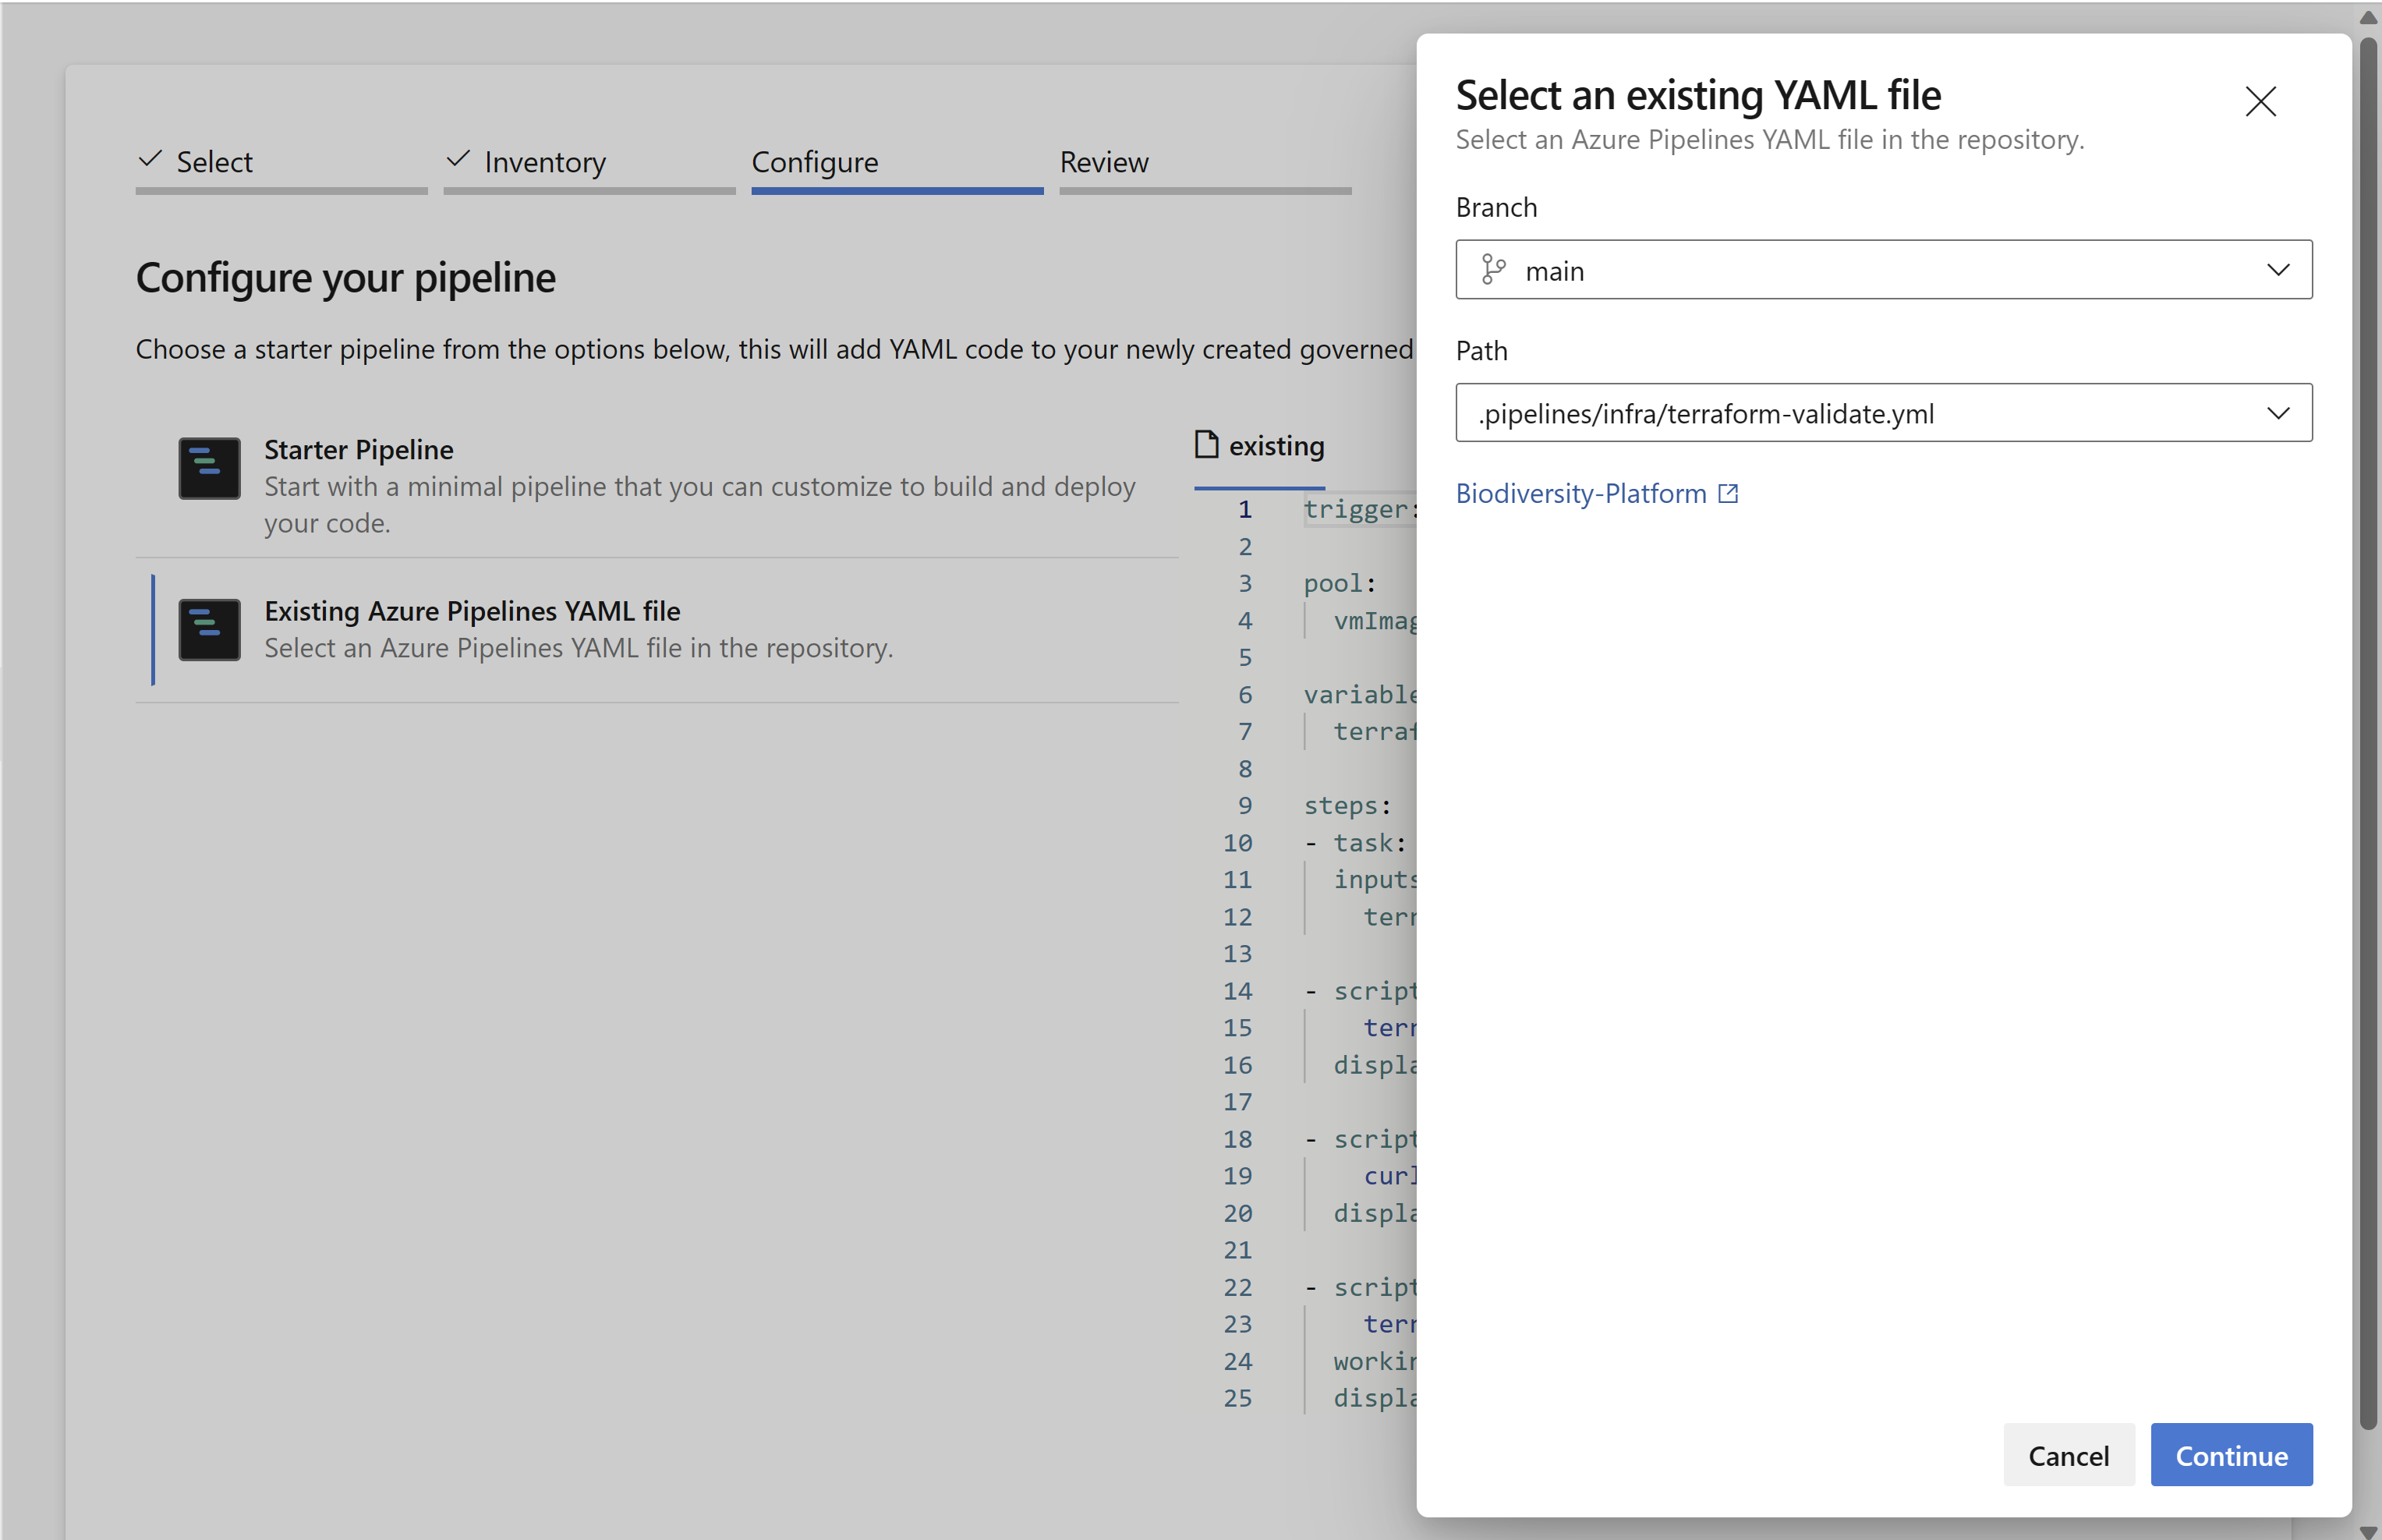 Select
Inventory
Configure
Review
Configure your pipeline
Choose a starter pipeline from the options below, this will add YAML code to your newly created governed
Starter Pipeline
Start with a minimal pipeline that you can customize to build and deploy
your code.
Existing Azure Pipelines YAML file
Select an Azure Pipelines YAML file in the repository.
existing
1 trigger:
2
3 pool:
4 vmImag
5
6 variable
7 terraf
8
9 steps:
10 - task:
11 inputs
12 terr
13
14 - script
15 terr
16 displa
17
18 - script
19 curl
20 displa
21
22 - script
23 terr
24 workin
25 displa
Select an existing YAML file
Select an Azure Pipelines YAML file in the repository.
Branch
main
Path
.pipelines/infra/terraform-validate.yml
Biodiversity-Platform
Cancel
Continue